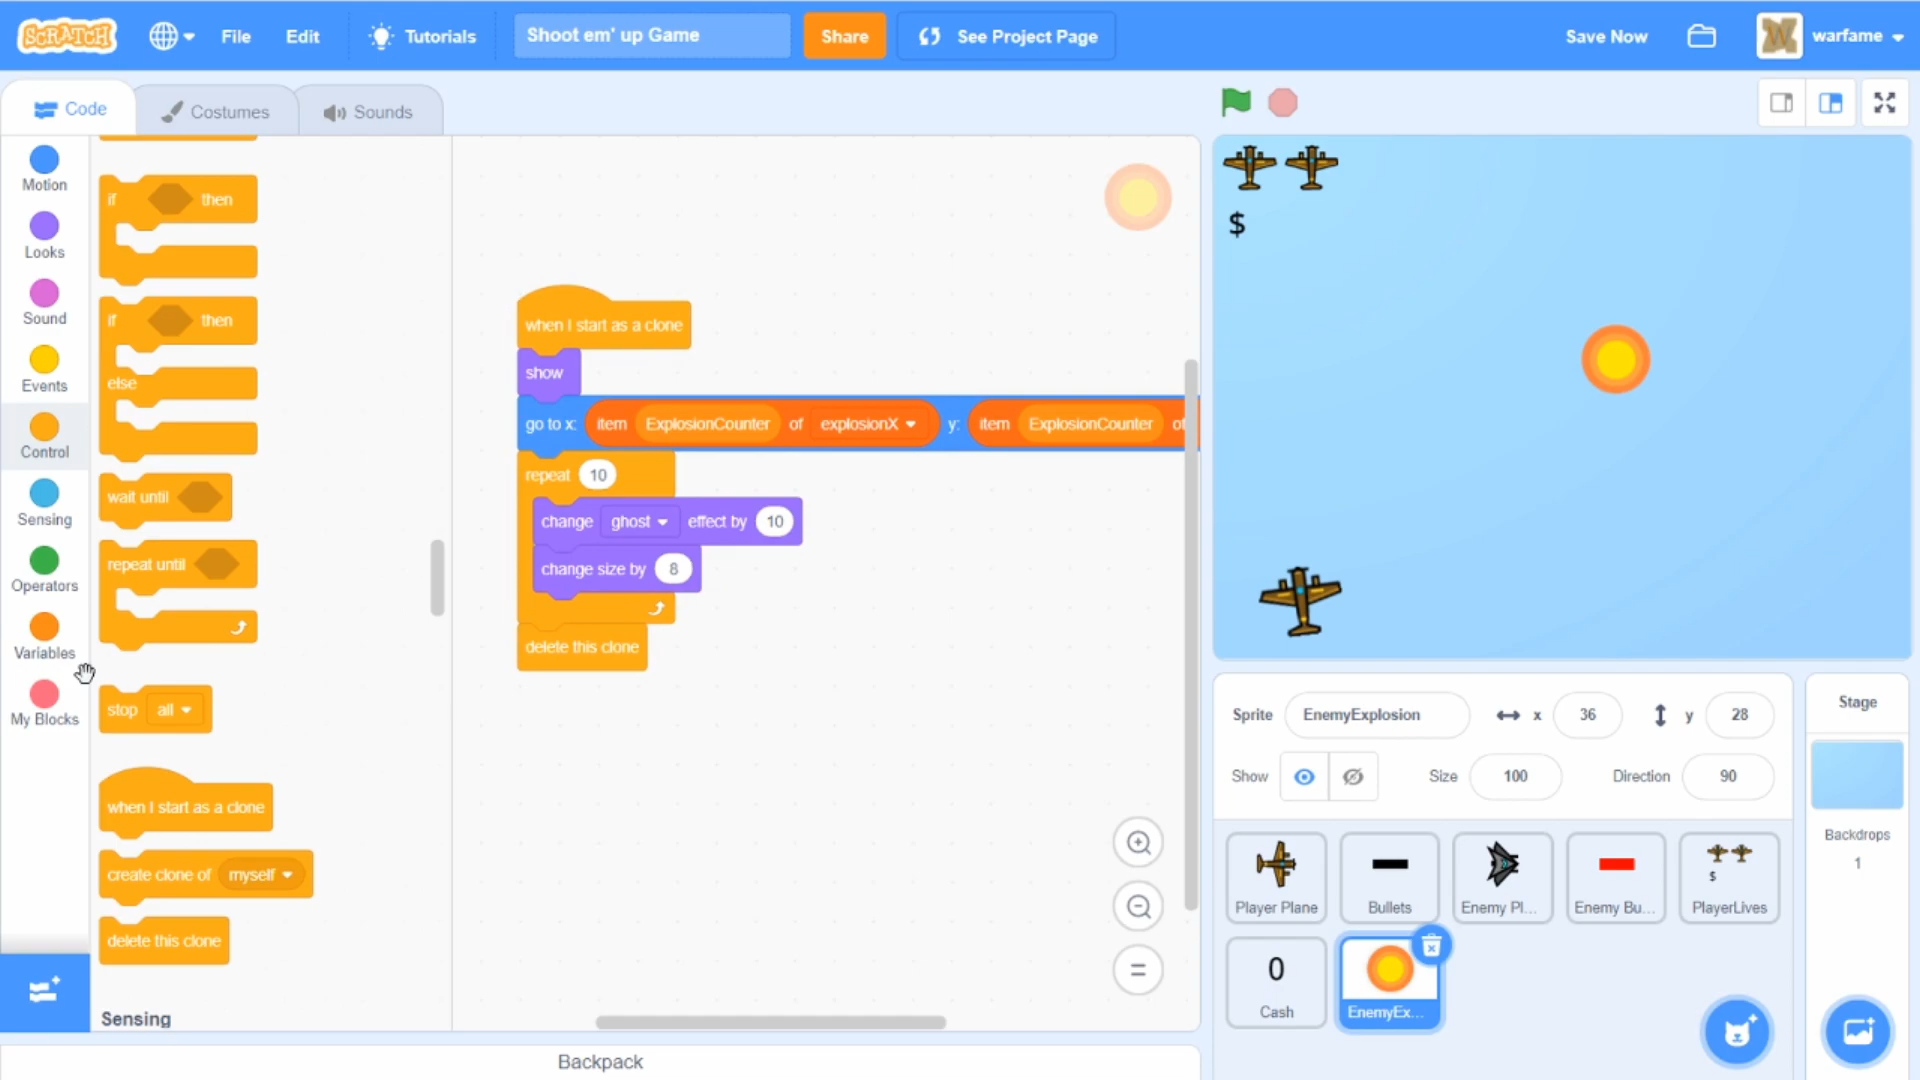 SCRATCH File Edit Tutorials Shoot em' up Game Share See Project Page Save Now warfame
Code Costumes Sounds
Motion
Looks
Sound
Events
Control
Sensing
Operators
Variables
My Blocks
if then
if then
else
wait until
repeat until
stop all
when I start as a clone
create clone of myself
delete this clone
Sensing
when I start as a clone
show
go to x: item ExplosionCounter of explosionX y: item ExplosionCounter of
repeat 10
change ghost effect by 10
change size by 8
delete this clone
Backpack
$
Sprite EnemyExplosion x 36 y 28
Show Size 100 Direction 90
Player Plane Bullets Enemy Pl... Enemy Bu... $ PlayerLives
0
Cash EnemyEx...
Stage
Backdrops
1